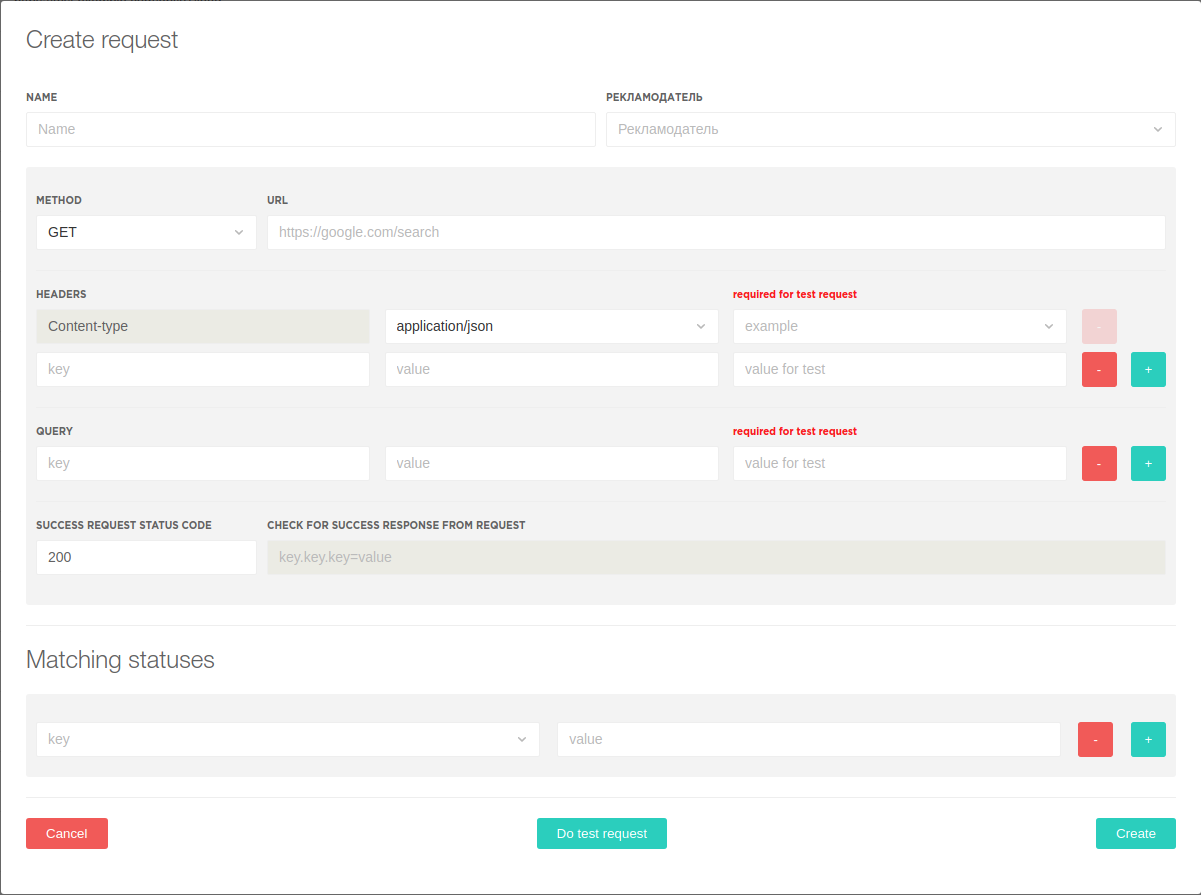 Create request
NAME РЕКЛАМОДАТЕЛЬ
Name Рекламодатель
METHOD URL
GET https://google.com/search
HEADERS required for test request
Content-type application/json example -
key value value for test - +
QUERY required for test request
key value value for test - +
SUCCESS REQUEST STATUS CODE CHECK FOR SUCCESS RESPONSE FROM REQUEST
200 key.key.key=value
Matching statuses
key value - +
Cancel Do test request Create